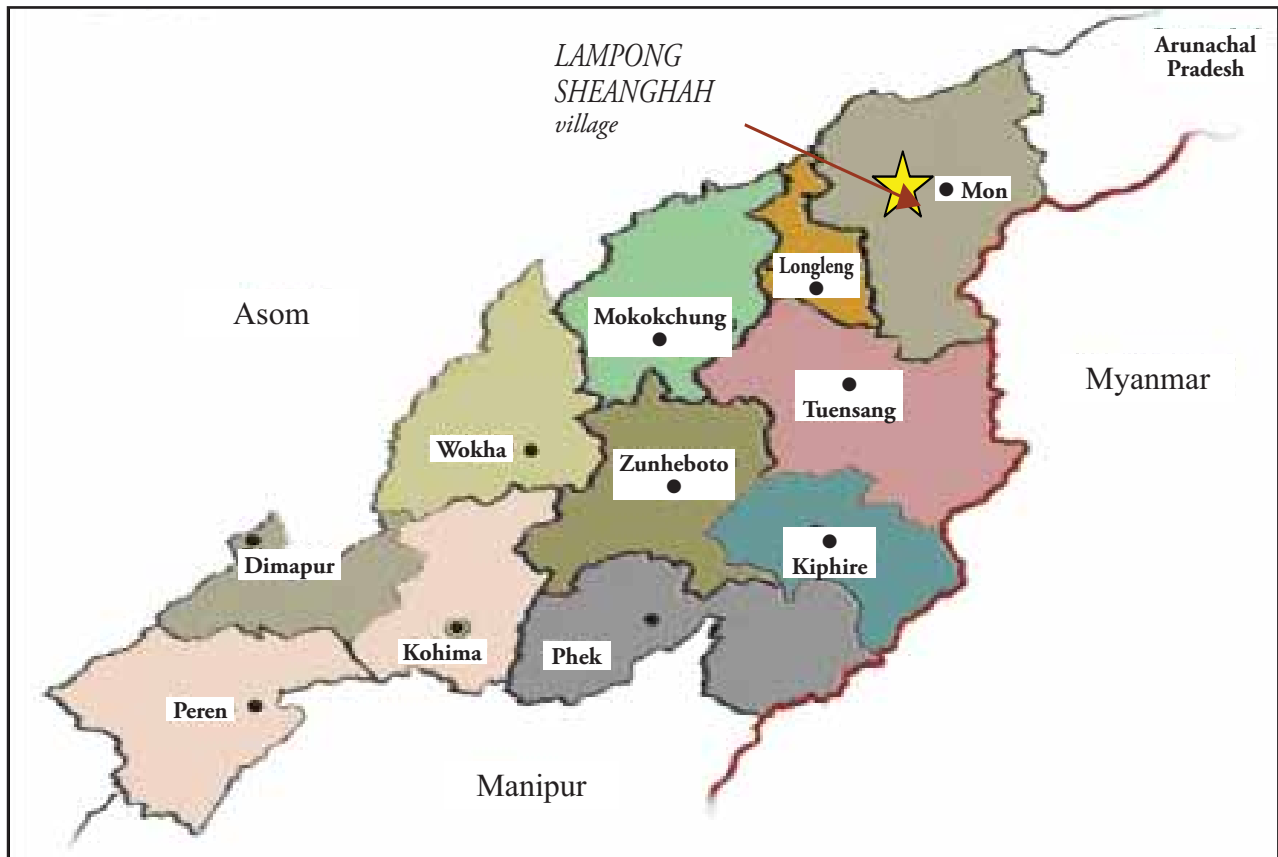 Arunachal
Pradesh
LAMPONG
SHEANGHAH
village
Mon
Longleng
Asom
Mokokchung
Myanmar
Tuensang
Wokha
Zunheboto
Dimapur
Kiphire
Kohima
Phek
Peren
Manipur